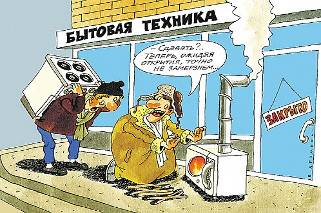 БЫТОВАЯ ТЕХНИКА
- Сдавать?..
Теперь, ожидая
открытия, точно
не замерзнем...
ЗАКРЫТО